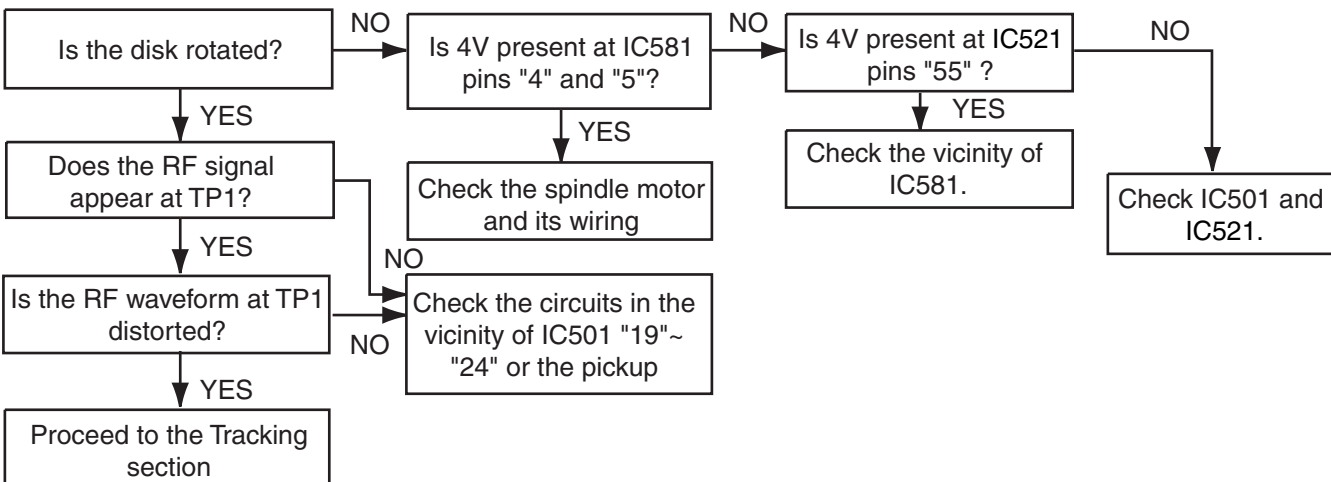 Is the disk rotated?
NO
Is 4V present at IC581
pins "4" and "5"?
NO
Is 4V present at IC521
pins "55" ?
NO
YES
YES
YES
Does the RF signal
appear at TP1?
Check the spindle motor
and its wiring
Check the vicinity of
IC581.
Check IC501 and
IC521.
YES
NO
Is the RF waveform at TP1
distorted?
NO
Check the circuits in the
vicinity of IC501 "19"~
"24" or the pickup
YES
Proceed to the Tracking
section